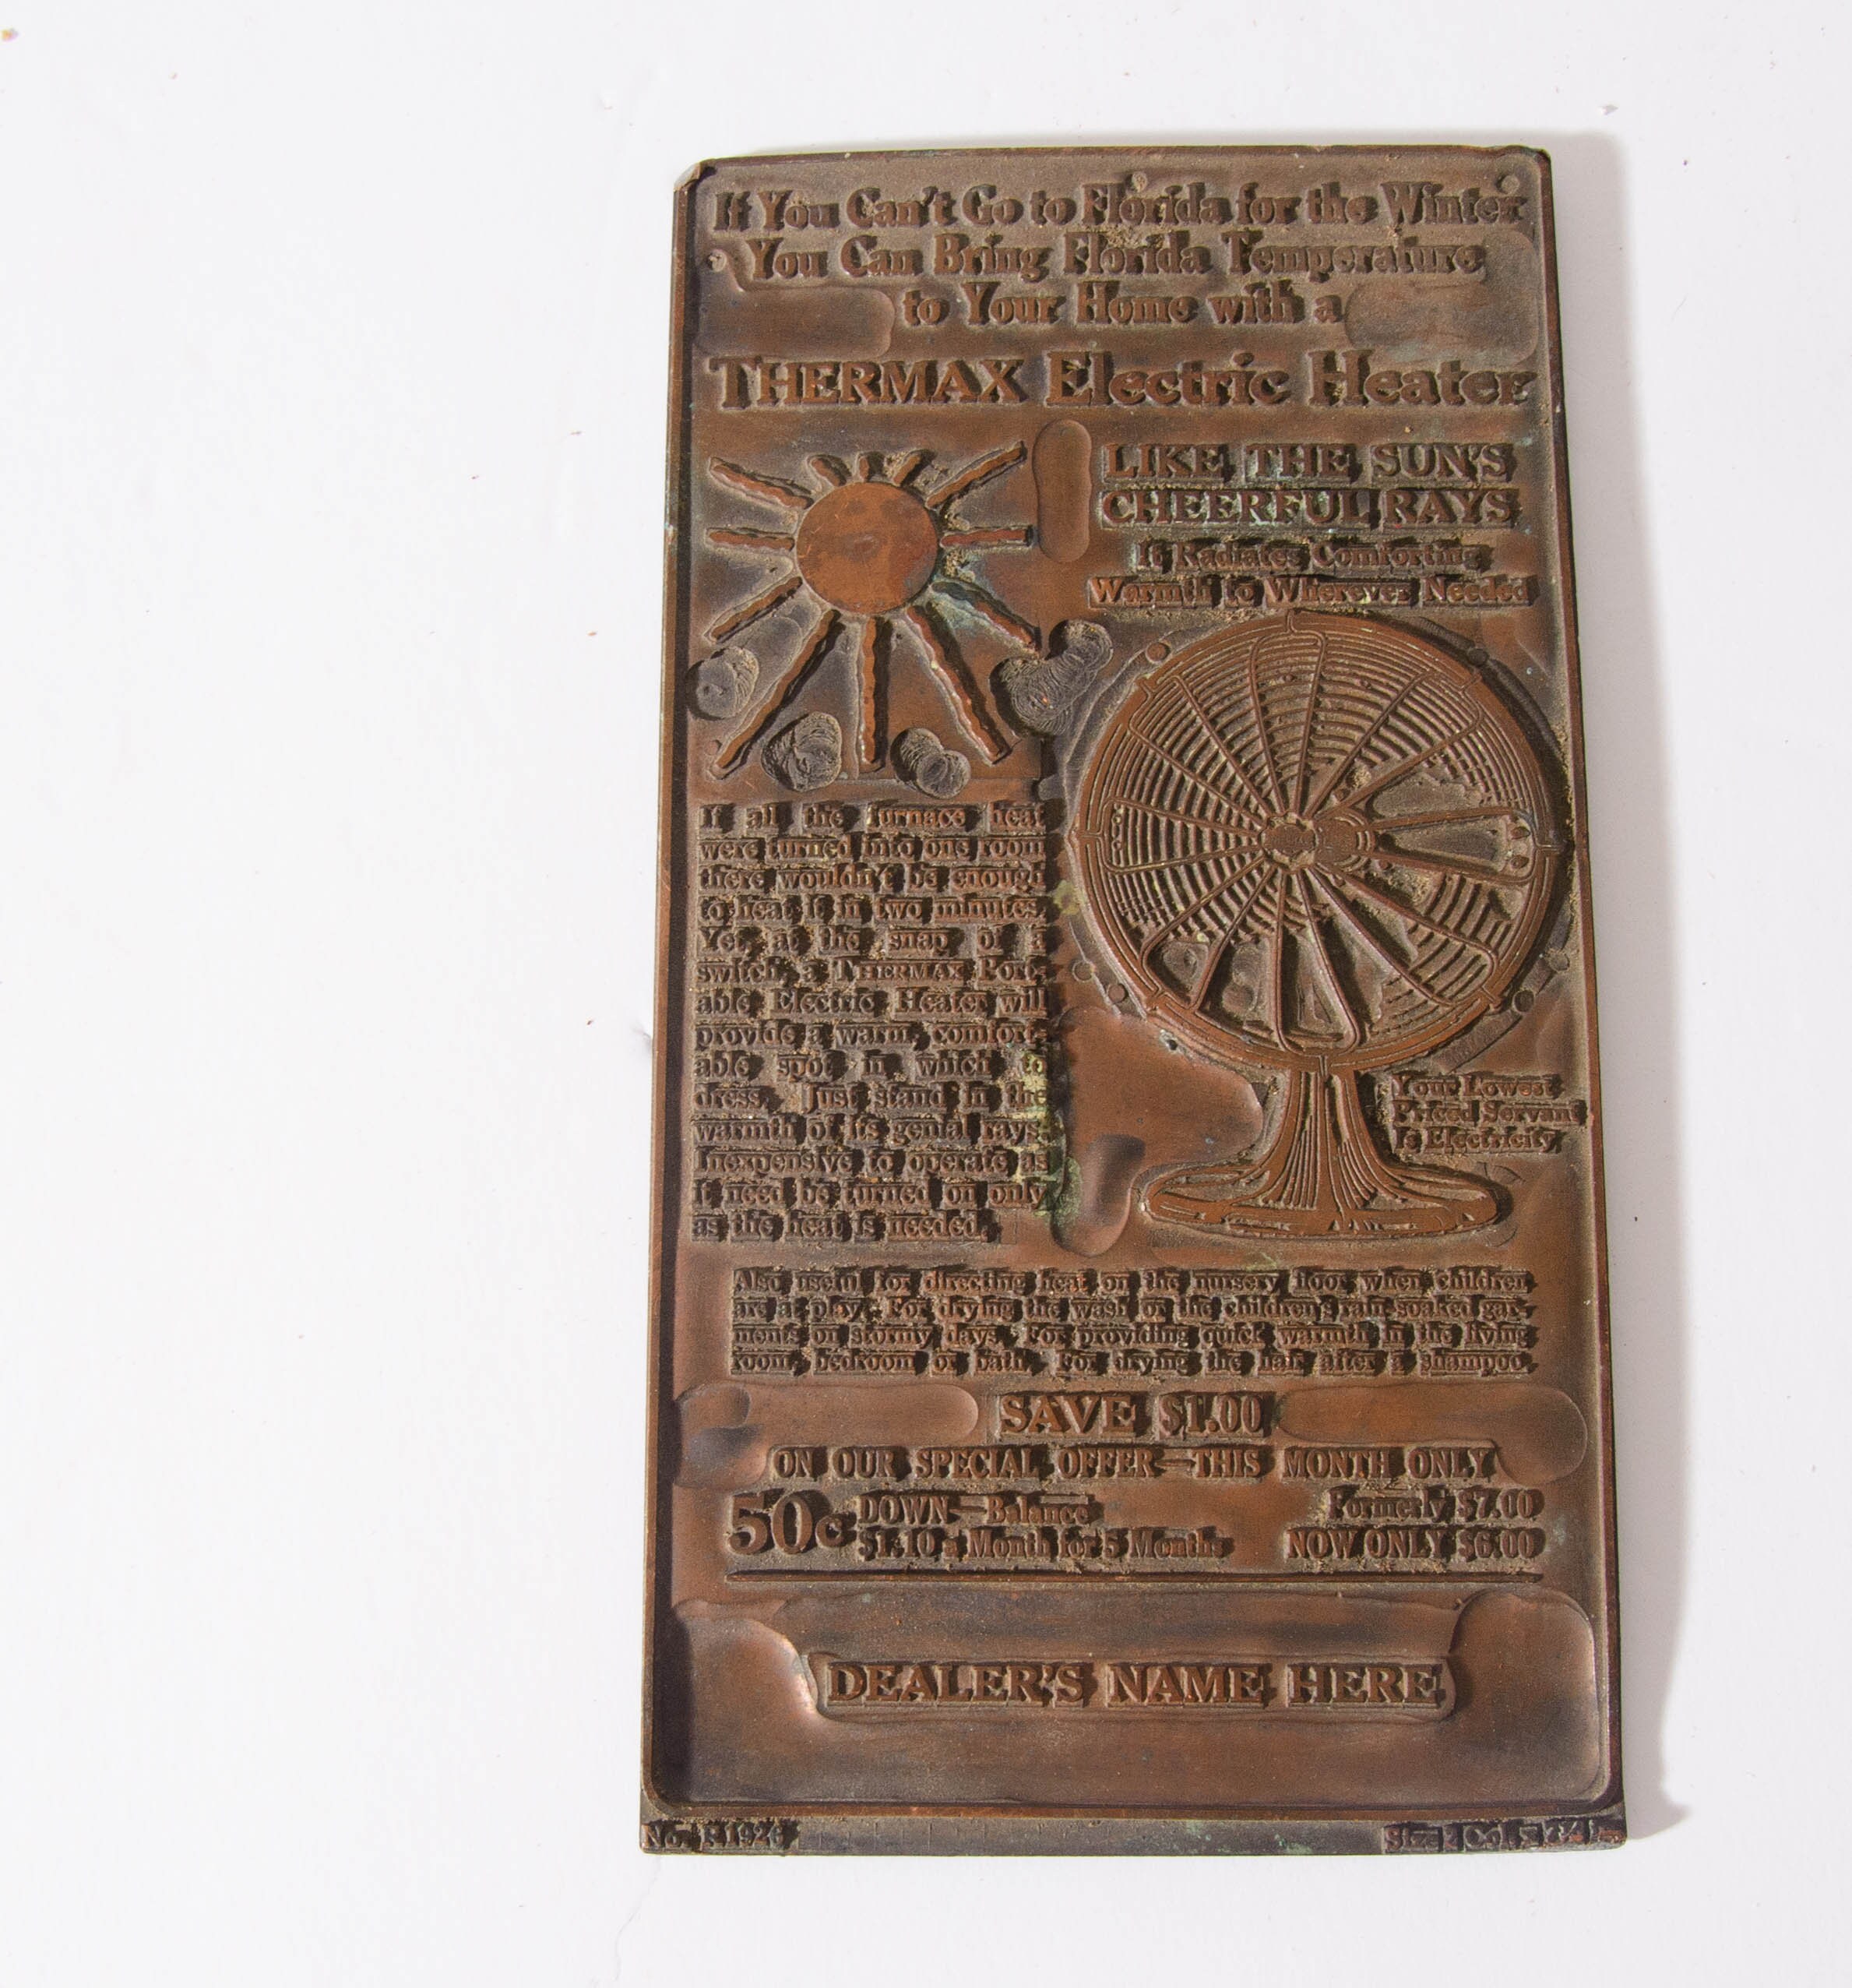 If You Can't Go to Florida for the Winter
You Can Bring Florida Temperature
to Your Home with a
THERMAX Electric Heater
LIKE THE SUN'S
CHEERFUL RAYS
It Radiates Comforting
Warmth to Wherever Needed
If all the furnace heat
were turned into one room
there wouldn't be enough
to heat it in two minutes.
Yet, at the snap of a
switch, a THERMAX Port-
able Electric Heater will
provide a warm, comfort-
able spot in which to
dress. Just stand in the
warmth of its genial rays.
Inexpensive to operate as
it need be turned on only
as the heat is needed.
Your Lowest
Priced Servant
Is Electricity
Also useful for directing heat on the nursery floor when children
are at play. For drying the wash or the children's rain-soaked gar-
ments on stormy days. For providing quick warmth in the living
room, bedroom or bath. For drying the hair after a shampoo.
SAVE $1.00
ON OUR SPECIAL OFFER—THIS MONTH ONLY
50c DOWN—Balance
$1.10 a Month for 5 Months
Formerly $7.00
NOW ONLY $6.00
DEALER'S NAME HERE
No.
Size 2 Col. x